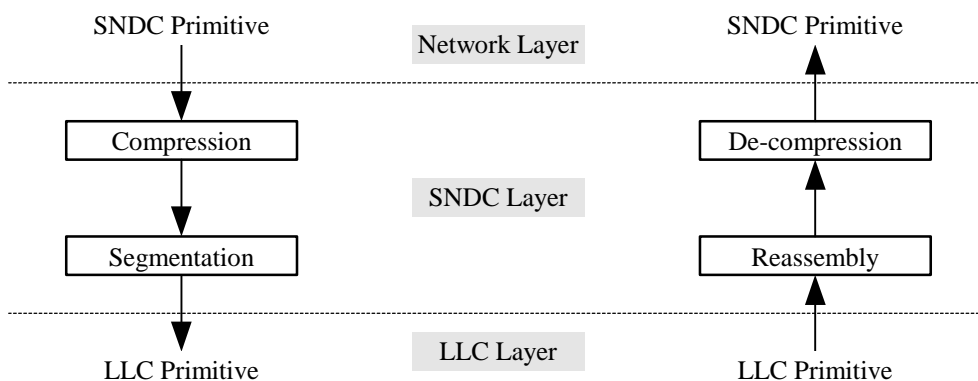 SNDC Primitive
Network Layer
SNDC Primitive
Compression
De-compression
SNDC Layer
Segmentation
Reassembly
LLC Primitive
LLC Layer
LLC Primitive